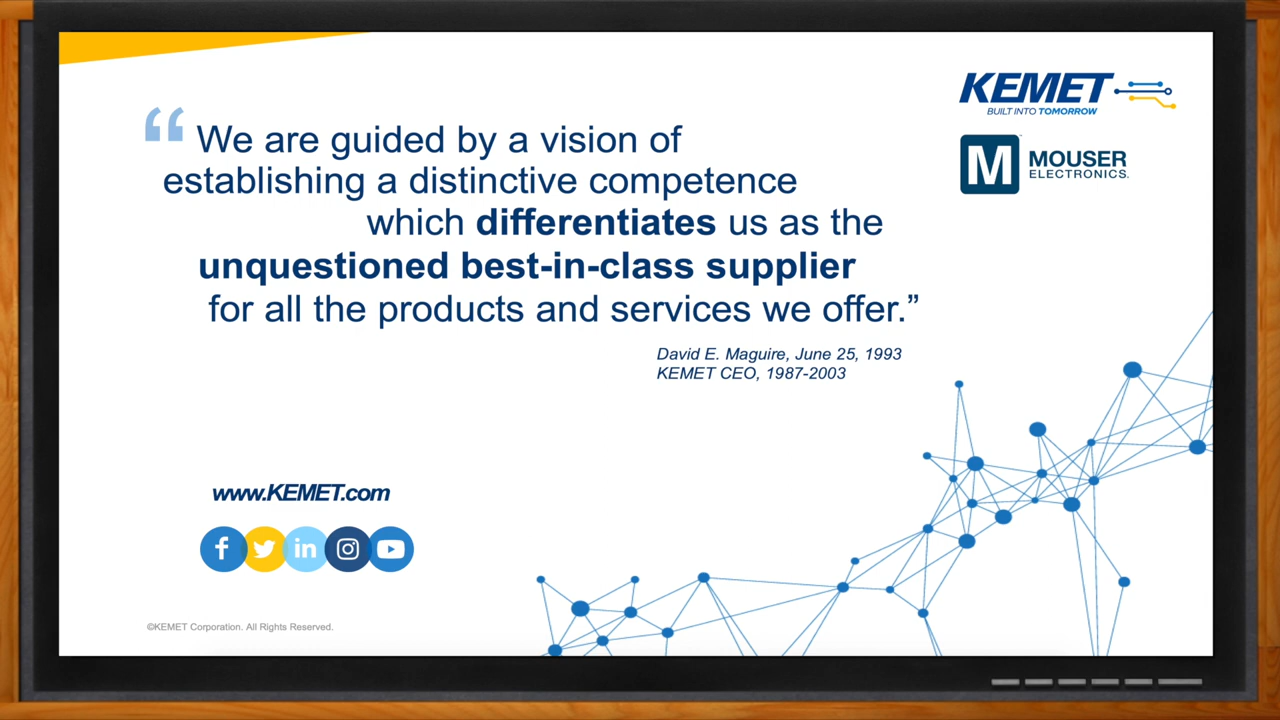 “We are guided by a vision of
establishing a distinctive competence
which differentiates us as the
unquestioned best-in-class supplier
for all the products and services we offer.”
David E. Maguire, June 25, 1993
KEMET CEO, 1987-2003
KEMET
BUILT INTO TOMORROW
M
MOUSER
ELECTRONICS.
www.KEMET.com
©KEMET Corporation. All Rights Reserved.